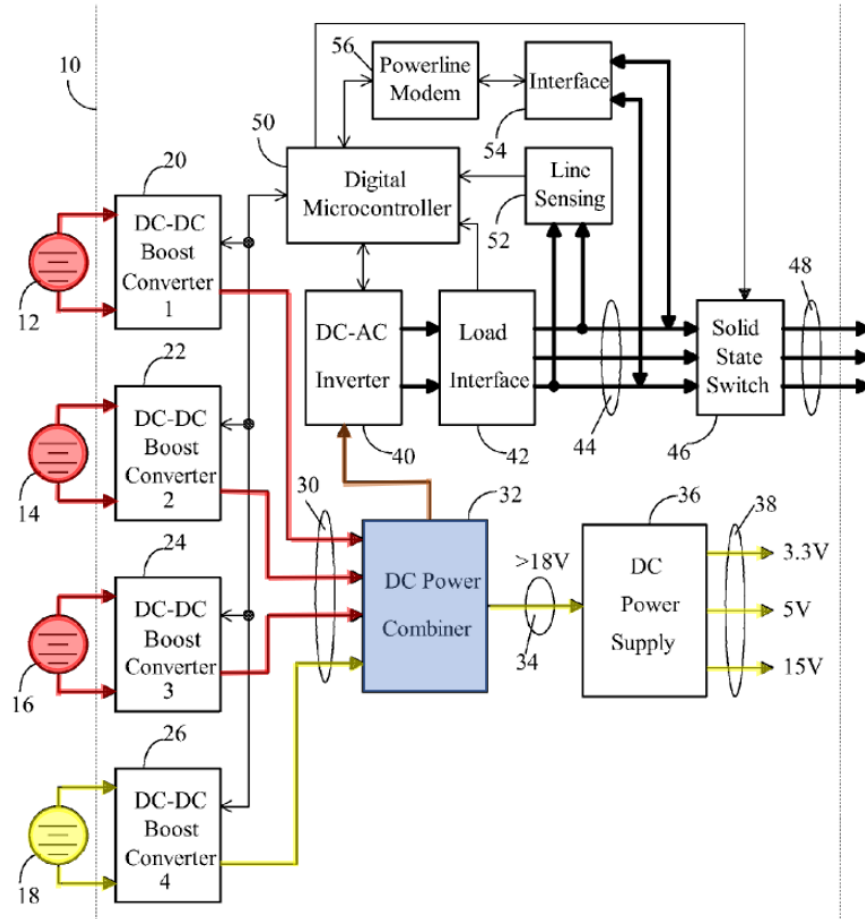 56
Powerline
Modem
Interface
10
54
50
Digital
Microcontroller
Line
Sensing
52
20
DC-DC
Boost
Converter
1
12
DC-AC
Inverter
40
Load
Interface
42
44
Solid
State
Switch
46
48
22
DC-DC
Boost
Converter
2
14
30
32
DC Power
Combiner
>18V
34
36
DC
Power
Supply
38
3.3V
5V
15V
24
DC-DC
Boost
Converter
3
16
26
DC-DC
Boost
Converter
4
18